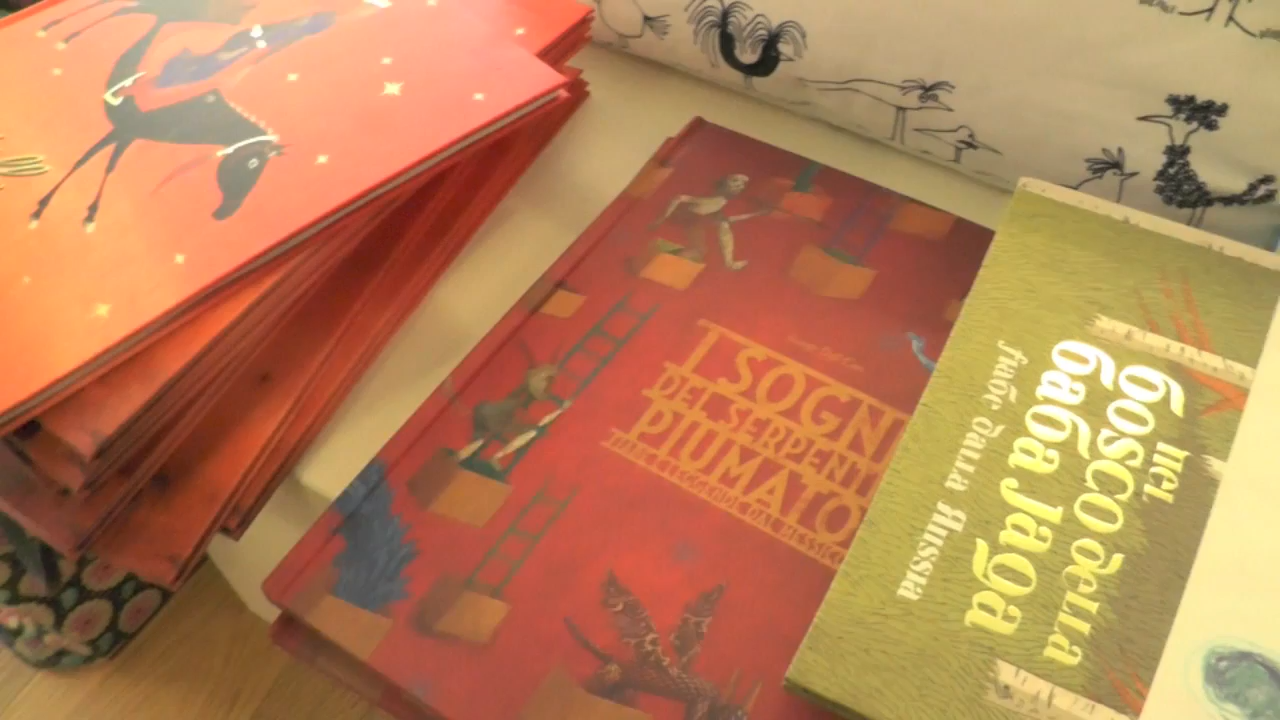 I SOGNI
DEL SERPENTE
PIUMATO
nel
bosco della
baba Jaga
fiabe dalla Russia